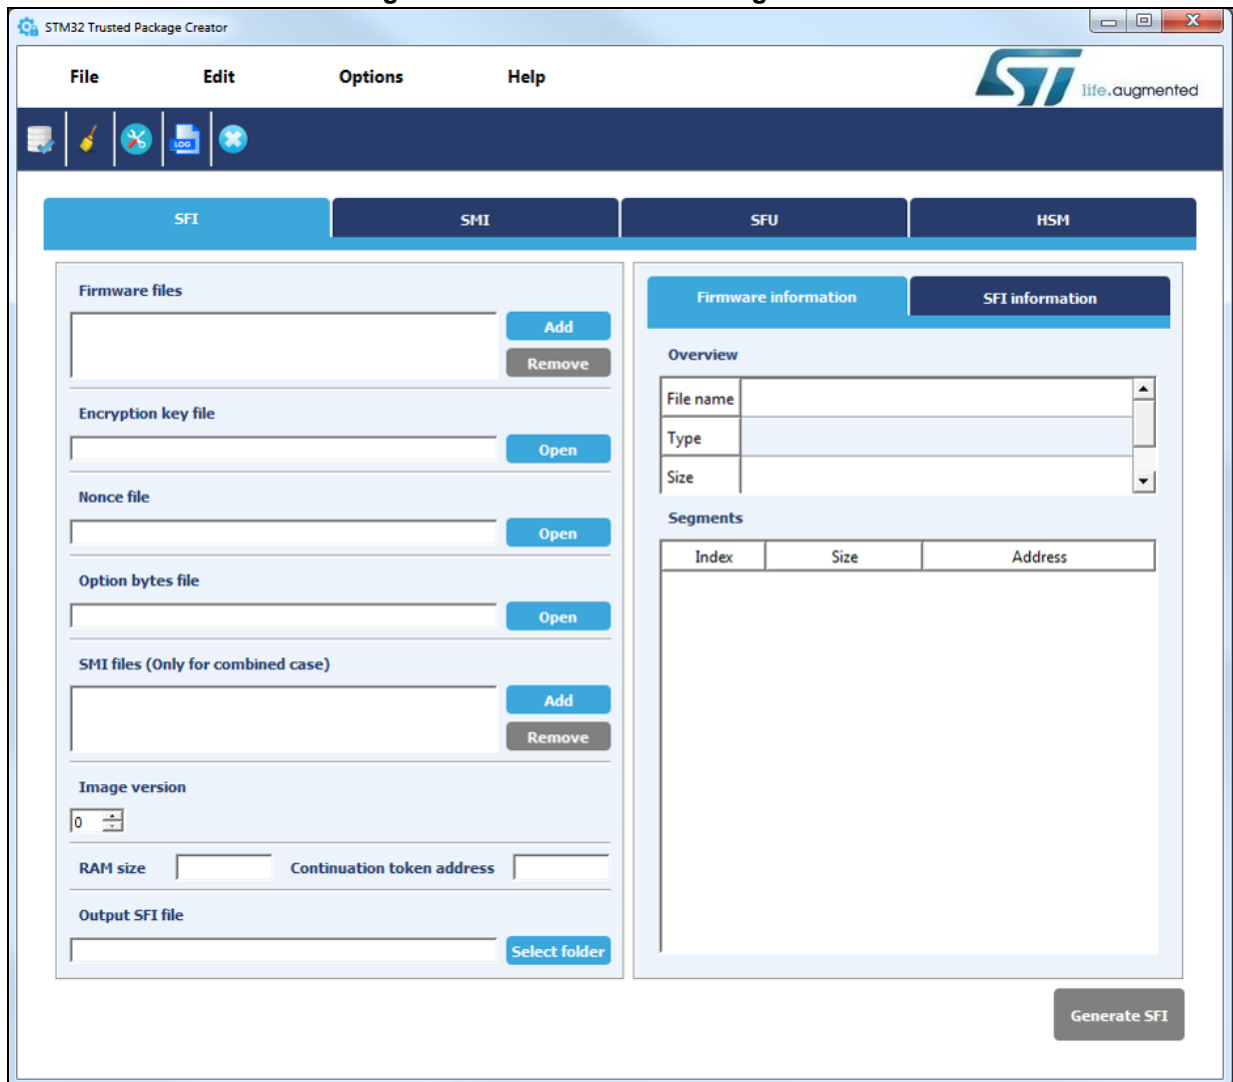 STM32 Trusted Package Creator
File Edit Options Help
ST life.augmented
LOG
SFI SMI SFU HSM
Firmware files
Add
Remove
Encryption key file
Open
Nonce file
Open
Option bytes file
Open
SMI files (Only for combined case)
Add
Remove
Image version
0
RAM size Continuation token address
Output SFI file
Select folder
Firmware information SFI information
Overview
File name
Type
Size
Segments
Index Size Address
Generate SFI